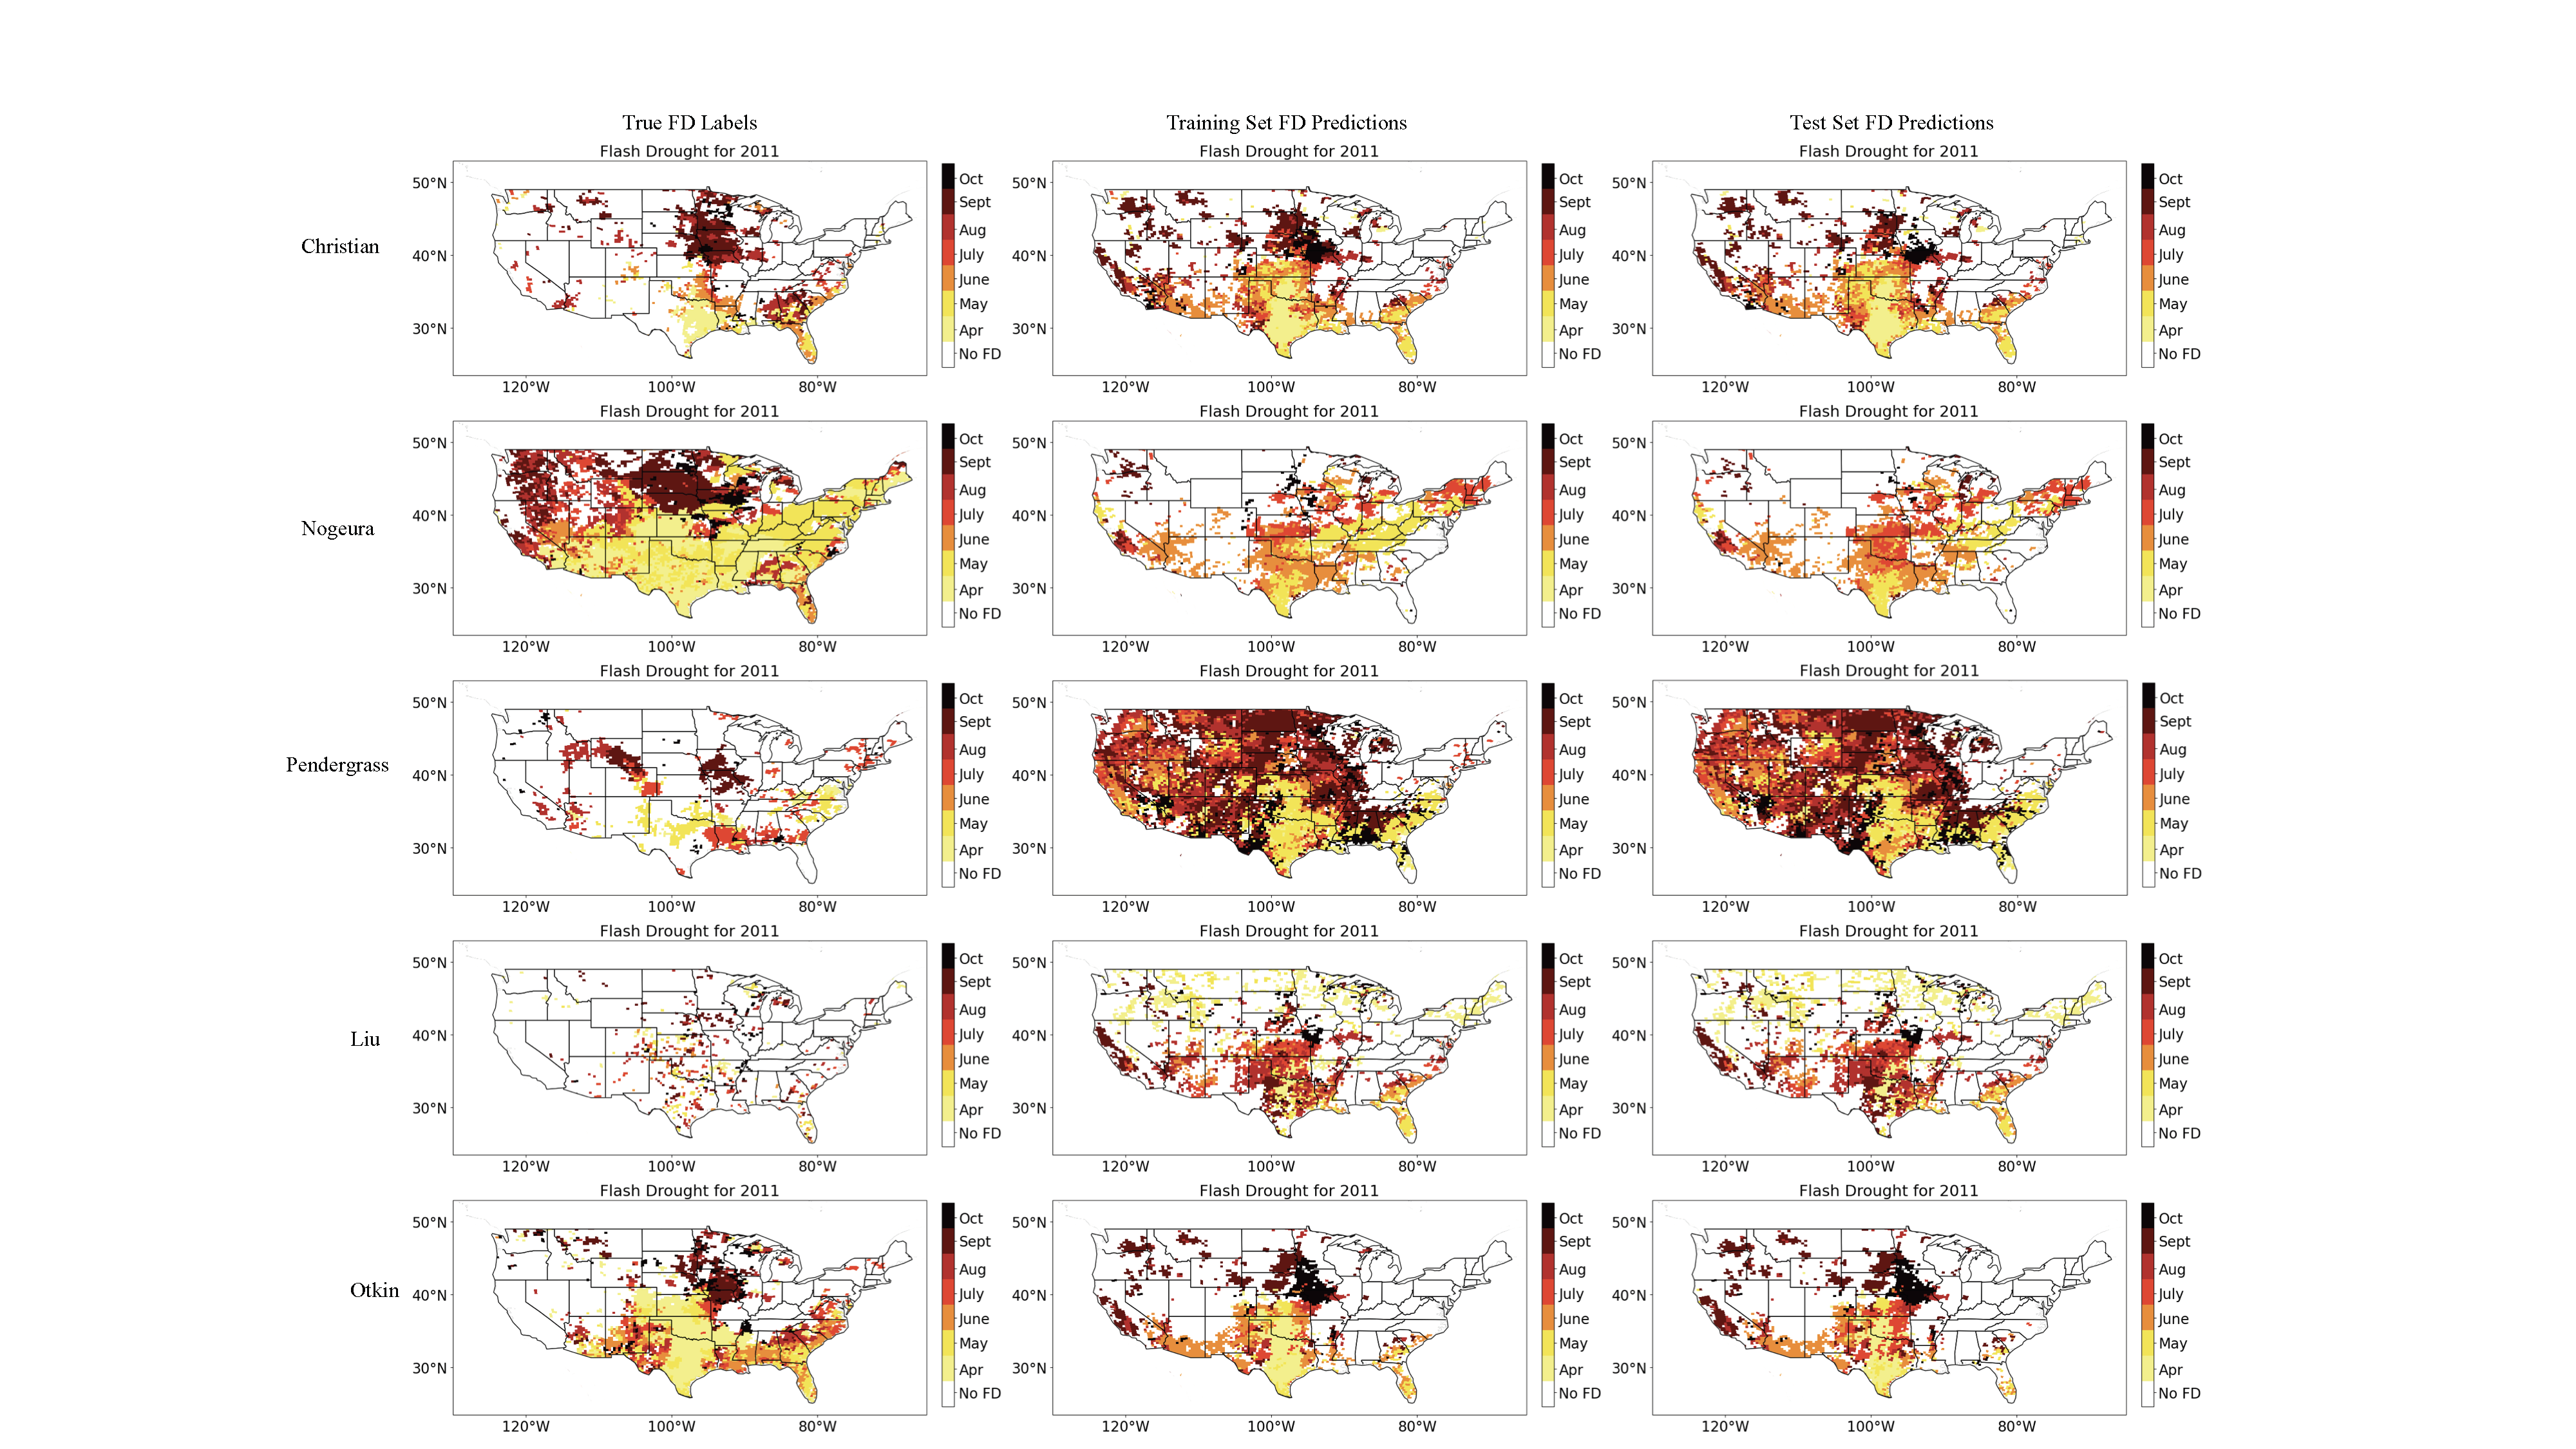 True FD Labels Training Set FD Predictions Test Set FD Predictions
Flash Drought for 2011 Flash Drought for 2011 Flash Drought for 2011
Christian
50°N 40°N 30°N
120°W 100°W 80°W
Oct Sept Aug July June May Apr No FD
50°N 40°N 30°N
120°W 100°W 80°W
Oct Sept Aug July June May Apr No FD
50°N 40°N 30°N
120°W 100°W 80°W
Oct Sept Aug July June May Apr No FD
Flash Drought for 2011 Flash Drought for 2011 Flash Drought for 2011
Nogeura
50°N 40°N 30°N
120°W 100°W 80°W
Oct Sept Aug July June May Apr No FD
50°N 40°N 30°N
120°W 100°W 80°W
Oct Sept Aug July June May Apr No FD
50°N 40°N 30°N
120°W 100°W 80°W
Oct Sept Aug July June May Apr No FD
Flash Drought for 2011 Flash Drought for 2011 Flash Drought for 2011
Pendergrass
50°N 40°N 30°N
120°W 100°W 80°W
Oct Sept Aug July June May Apr No FD
50°N 40°N 30°N
120°W 100°W 80°W
Oct Sept Aug July June May Apr No FD
50°N 40°N 30°N
120°W 100°W 80°W
Oct Sept Aug July June May Apr No FD
Flash Drought for 2011 Flash Drought for 2011 Flash Drought for 2011
Liu
50°N 40°N 30°N
120°W 100°W 80°W
Oct Sept Aug July June May Apr No FD
50°N 40°N 30°N
120°W 100°W 80°W
Oct Sept Aug July June May Apr No FD
50°N 40°N 30°N
120°W 100°W 80°W
Oct Sept Aug July June May Apr No FD
Flash Drought for 2011 Flash Drought for 2011 Flash Drought for 2011
Otkin
50°N 40°N 30°N
120°W 100°W 80°W
Oct Sept Aug July June May Apr No FD
50°N 40°N 30°N
120°W 100°W 80°W
Oct Sept Aug July June May Apr No FD
50°N 40°N 30°N
120°W 100°W 80°W
Oct Sept Aug July June May Apr No FD